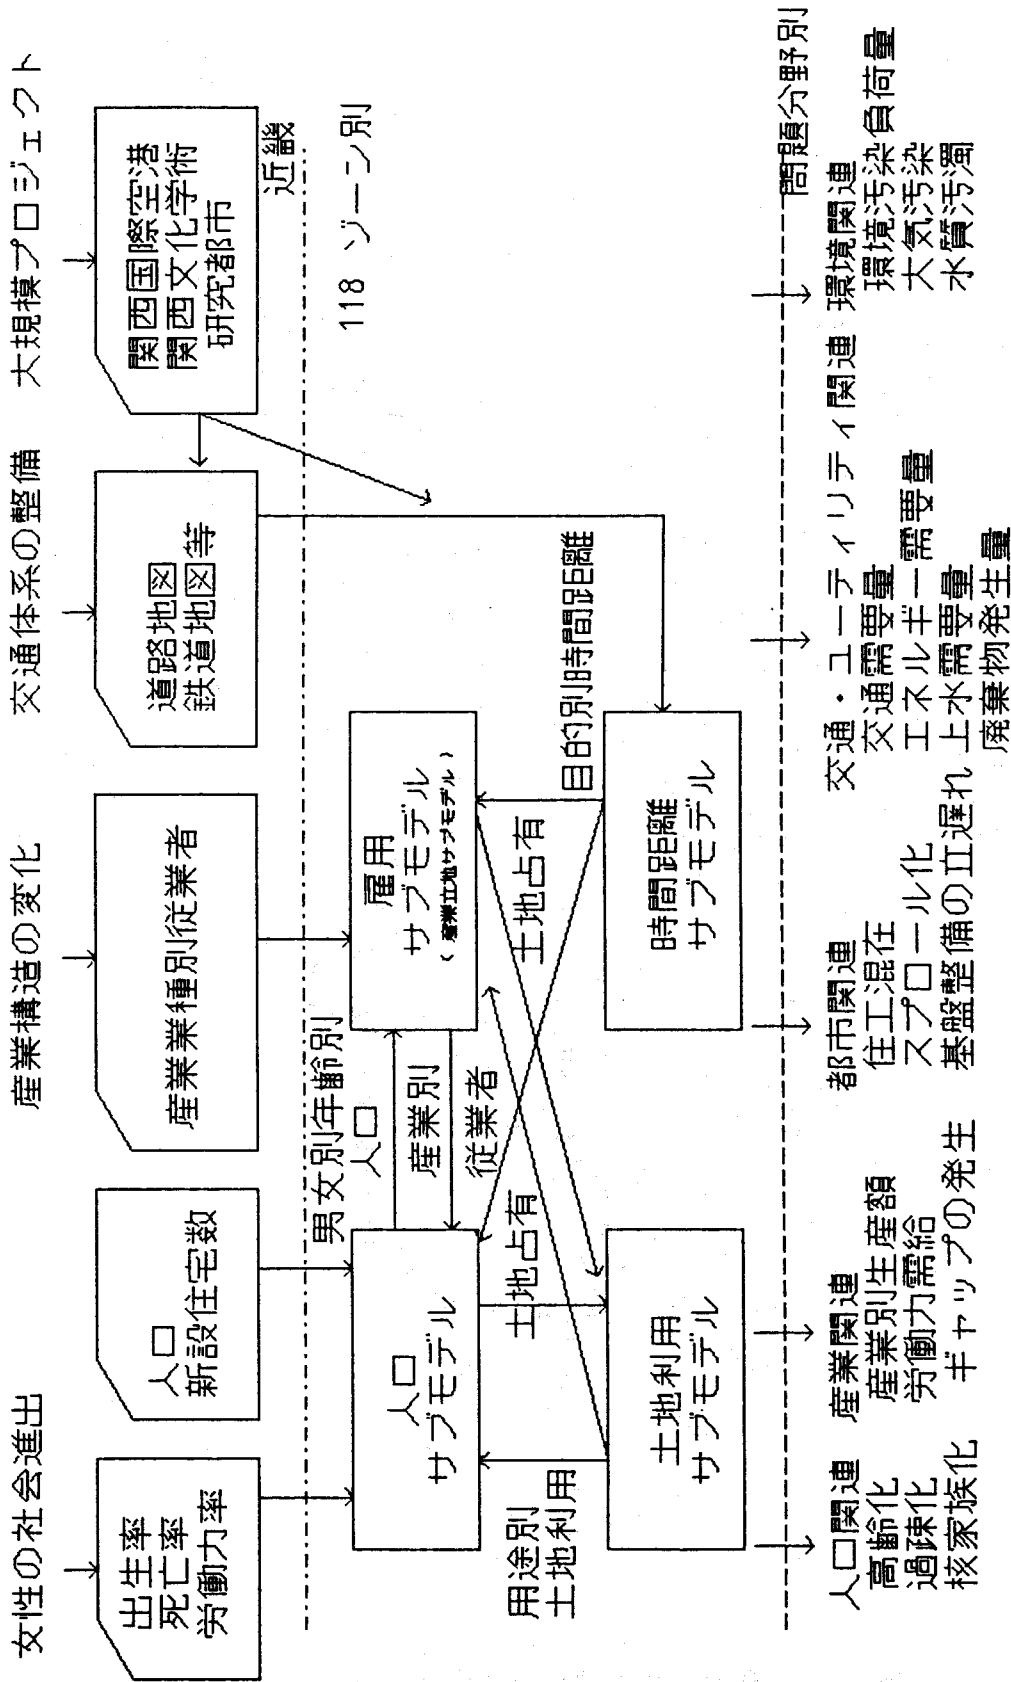 女性の社会進出
産業構造の変化
交通体系の整備
大規模プロジェクト
出生率
死亡率
労働力率
人口
新設住宅数
産業業種別従業者
道路地図
鉄道地図等
関西国際空港
関西文化学術
研究都市
近畿
118 ゾーン別
男女別年齢別
人口
産業別
従業者
人口
サブモデル
雇用
サブモデル
(産業立地サブモデル)
土地占有
土地占有
用途別
土地利用
目的別時間距離
土地利用
サブモデル
時間距離
サブモデル
問題分野別
人口関連
高齢化
過疎化
核家族化
産業関連
産業別生産額
労働力需給
ギャップの発生
都市関連
住工混在
スプロール化
基盤整備の立遅れ
交通・ユーティリティ関連
交通需要量
エネルギー需要量
上水需要量
廃棄物発生量
環境関連
環境汚染負荷量
大気汚染
水質汚濁